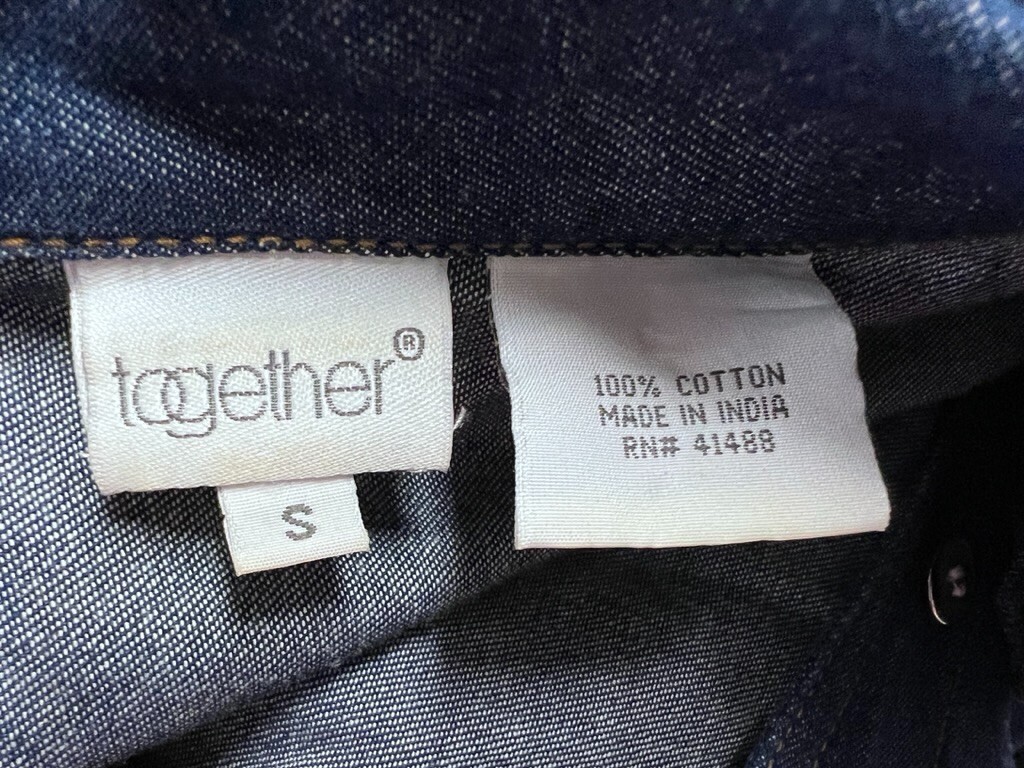 together®
S
100% COTTON
MADE IN INDIA
RN# 41488